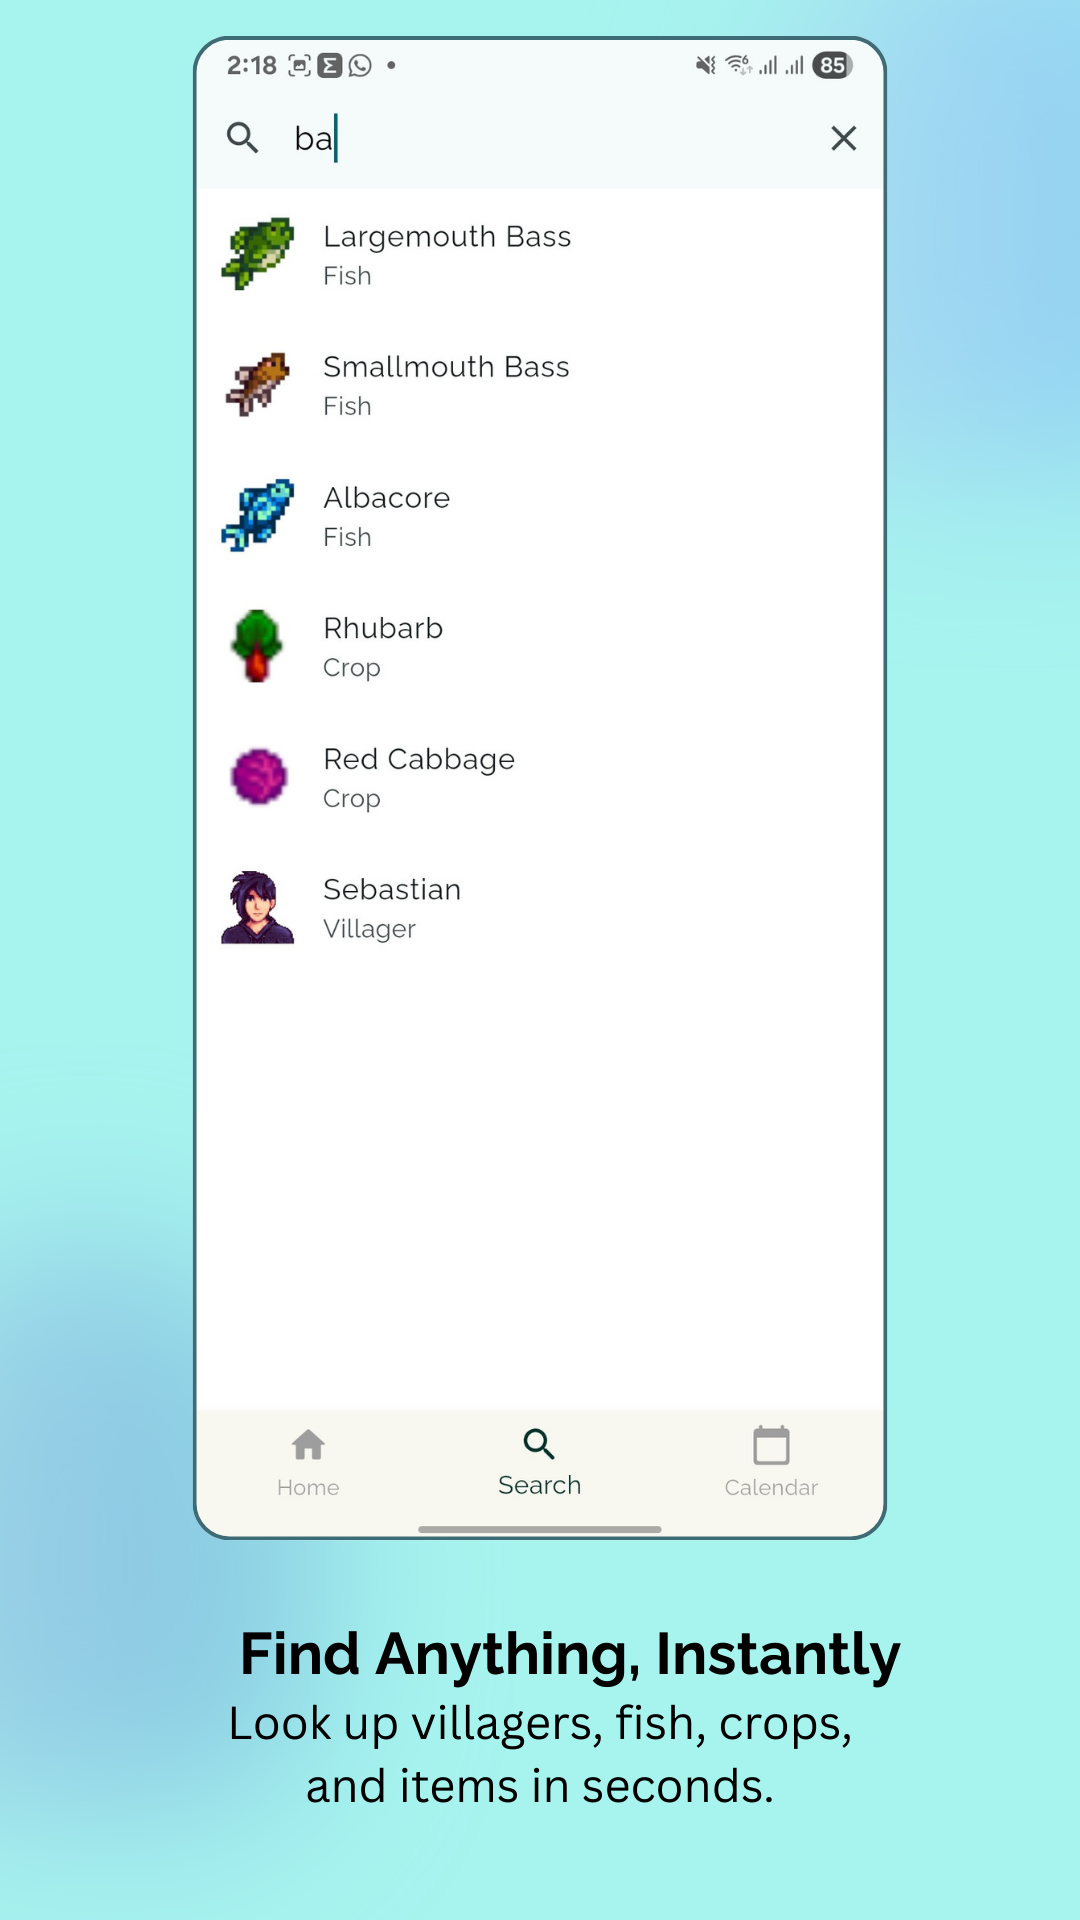 2:18
85
ba
Largemouth Bass
Fish
Smallmouth Bass
Fish
Albacore
Fish
Rhubarb
Crop
Red Cabbage
Crop
Sebastian
Villager
Home
Search
Calendar
Find Anything, Instantly
Look up villagers, fish, crops,
and items in seconds.